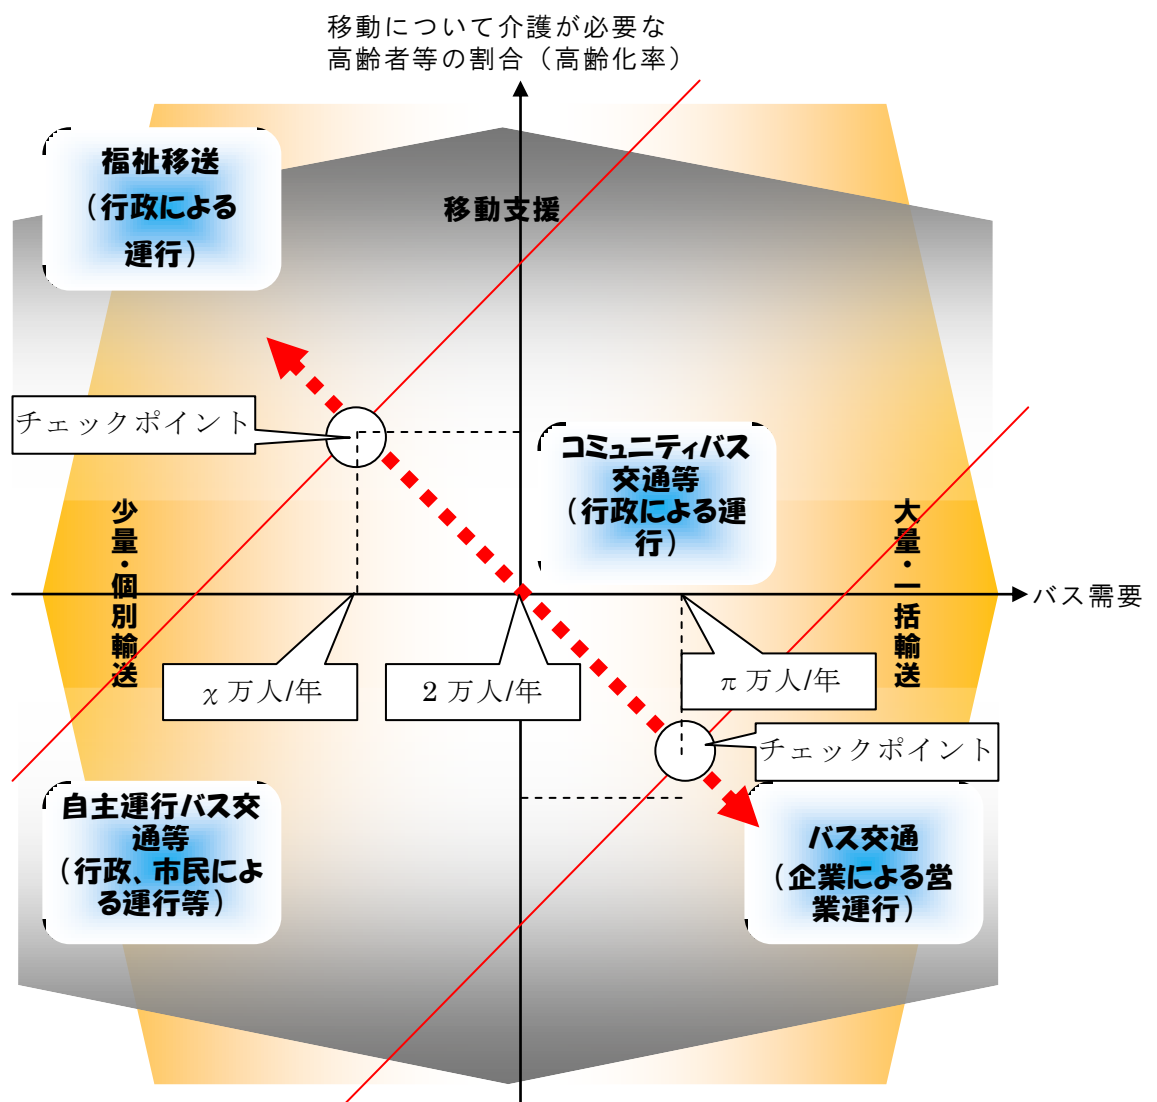 移動について介護が必要な
高齢者等の割合（高齢化率）
福祉移送
（行政による
運行）
移動支援
チェックポイント
コミュニティバス
交通等
（行政による運
行）
少量・個別輸送
大量・一括輸送
バス需要
χ万人/年
2万人/年
π万人/年
チェックポイント
自主運行バス交
通等
（行政、市民によ
る運行等）
バス交通
（企業による営
業運行）